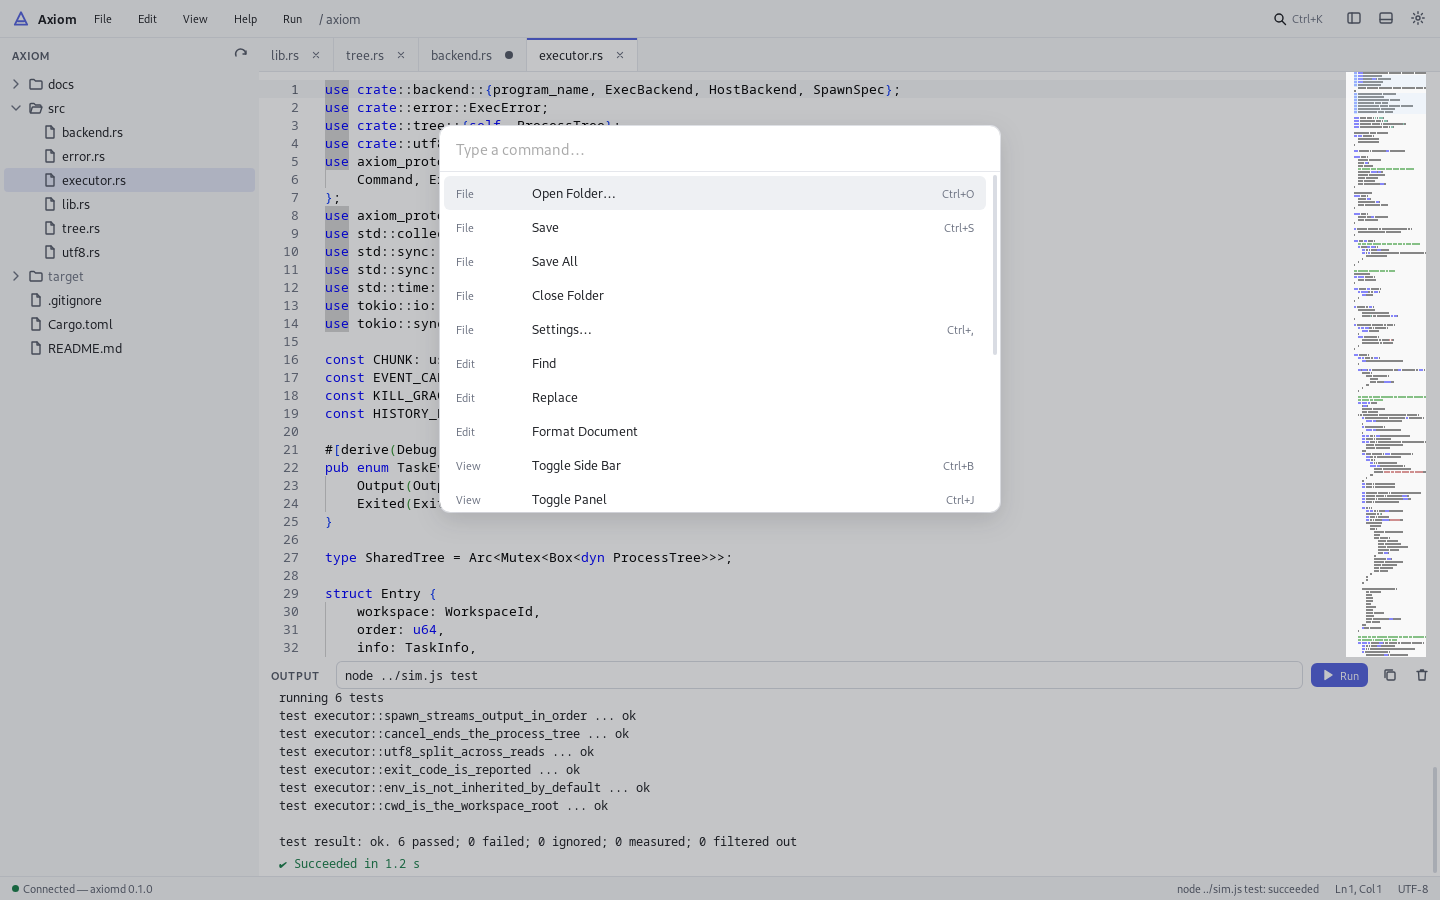 Axiom File Edit View Help Run / axiom Ctrl+K
AXIOM
docs
src
backend.rs
error.rs
executor.rs
lib.rs
tree.rs
utf8.rs
target
.gitignore
Cargo.toml
README.md
lib.rs tree.rs backend.rs executor.rs
1 use crate::backend::{program_name, ExecBackend, HostBackend, SpawnSpec};
2 use crate::error::ExecError;
3 use crate::tree::{self, ProcessTree};
4 use crate::utf8
5 use axiom_prot
6 Command, Ex
7 };
8 use axiom_prot
9 use std::collec
10 use std::sync:
11 use std::sync:
12 use std::time:
13 use tokio::io:
14 use tokio::sync
15
16 const CHUNK: us
17 const EVENT_CA
18 const KILL_GRA
19 const HISTORY_
20
21 #[derive(Debug
22 pub enum TaskEv
23 Output(Outp
24 Exited(Exi
25 }
26
27 type SharedTree = Arc<Mutex<Box<dyn ProcessTree>>>;
28
29 struct Entry {
30 workspace: WorkspaceId,
31 order: u64,
32 info: TaskInfo,
Type a command…
File Open Folder… Ctrl+O
File Save Ctrl+S
File Save All
File Close Folder
File Settings… Ctrl+,
Edit Find
Edit Replace
Edit Format Document
View Toggle Side Bar Ctrl+B
View Toggle Panel Ctrl+J
OUTPUT node ../sim.js test Run
running 6 tests
test executor::spawn_streams_output_in_order ... ok
test executor::cancel_ends_the_process_tree ... ok
test executor::utf8_split_across_reads ... ok
test executor::exit_code_is_reported ... ok
test executor::env_is_not_inherited_by_default ... ok
test executor::cwd_is_the_workspace_root ... ok
test result: ok. 6 passed; 0 failed; 0 ignored; 0 measured; 0 filtered out
✔ Succeeded in 1.2 s
Connected — axiomd 0.1.0 node ../sim.js test: succeeded Ln 1, Col 1 UTF-8